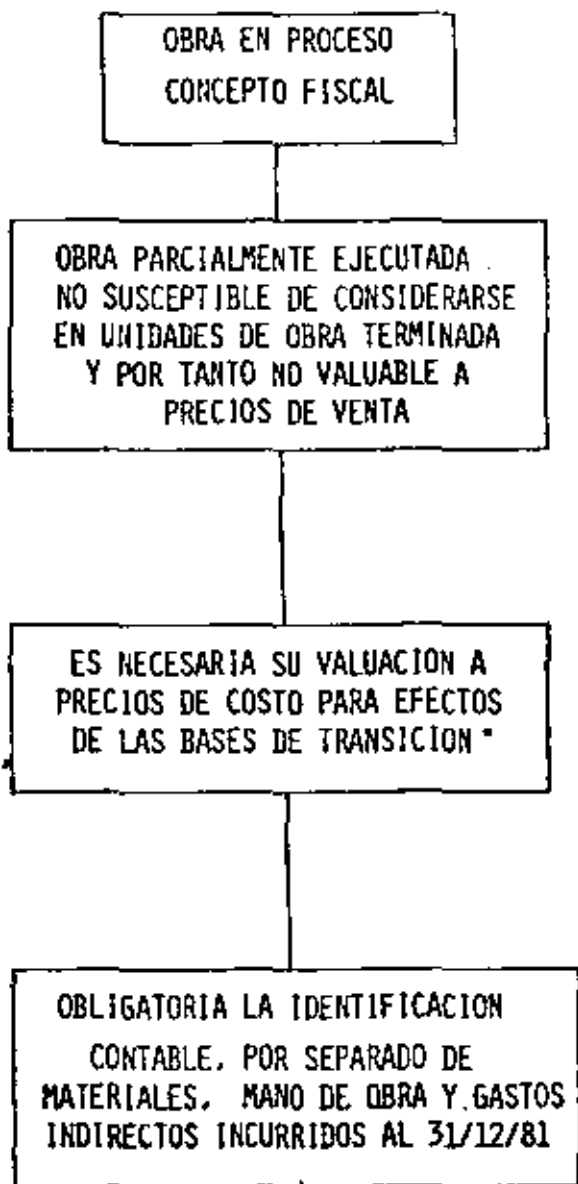 OBRA EN PROCESO
CONCEPTO FISCAL
OBRA PARCIALMENTE EJECUTADA
NO SUSCEPTIBLE DE CONSIDERARSE
EN UNIDADES DE OBRA TERMINADA
Y POR TANTO NO VALUABLE A
PRECIOS DE VENTA
ES NECESARIA SU VALUACION A
PRECIOS DE COSTO PARA EFECTOS
DE LAS BASES DE TRANSICION
OBLIGATORIA LA IDENTIFICACION
CONTABLE, POR SEPARADO DE
MATERIALES, MANO DE OBRA Y GASTOS
INDIRECTOS INCURRIDOS AL 31/12/81